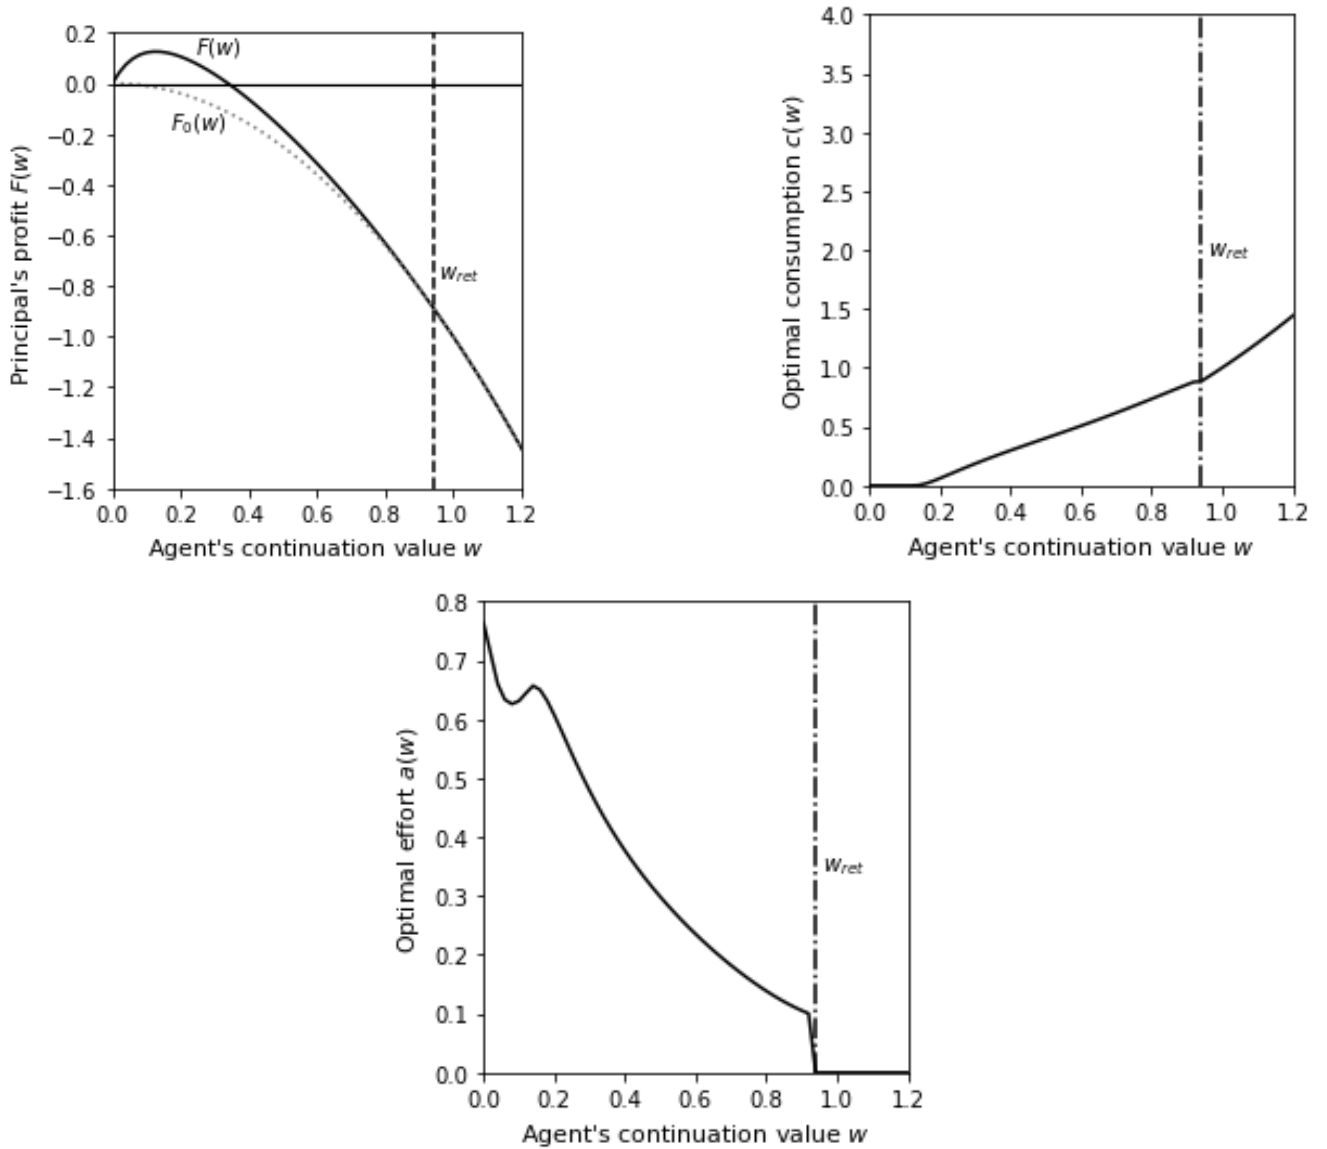 0.2
0.0
−0.2
−0.4
−0.6
−0.8
−1.0
−1.2
−1.4
−1.6
Principal's profit F(w)
F(w)
F₀(w)
w_ret
0.0 0.2 0.4 0.6 0.8 1.0 1.2
Agent's continuation value w
4.0
3.5
3.0
2.5
2.0
1.5
1.0
0.5
0.0
Optimal consumption c(w)
w_ret
0.0 0.2 0.4 0.6 0.8 1.0 1.2
Agent's continuation value w
0.8
0.7
0.6
0.5
0.4
0.3
0.2
0.1
0.0
Optimal effort a(w)
w_ret
0.0 0.2 0.4 0.6 0.8 1.0 1.2
Agent's continuation value w